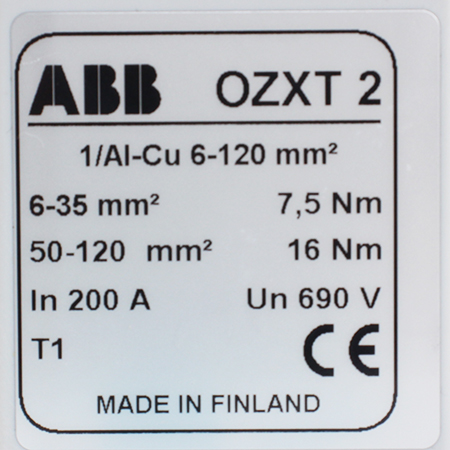 ABB OZXT 2
1/Al-Cu 6-120 mm²
6-35 mm² 7,5 Nm
50-120 mm² 16 Nm
In 200 A Un 690 V
T1 CE
MADE IN FINLAND